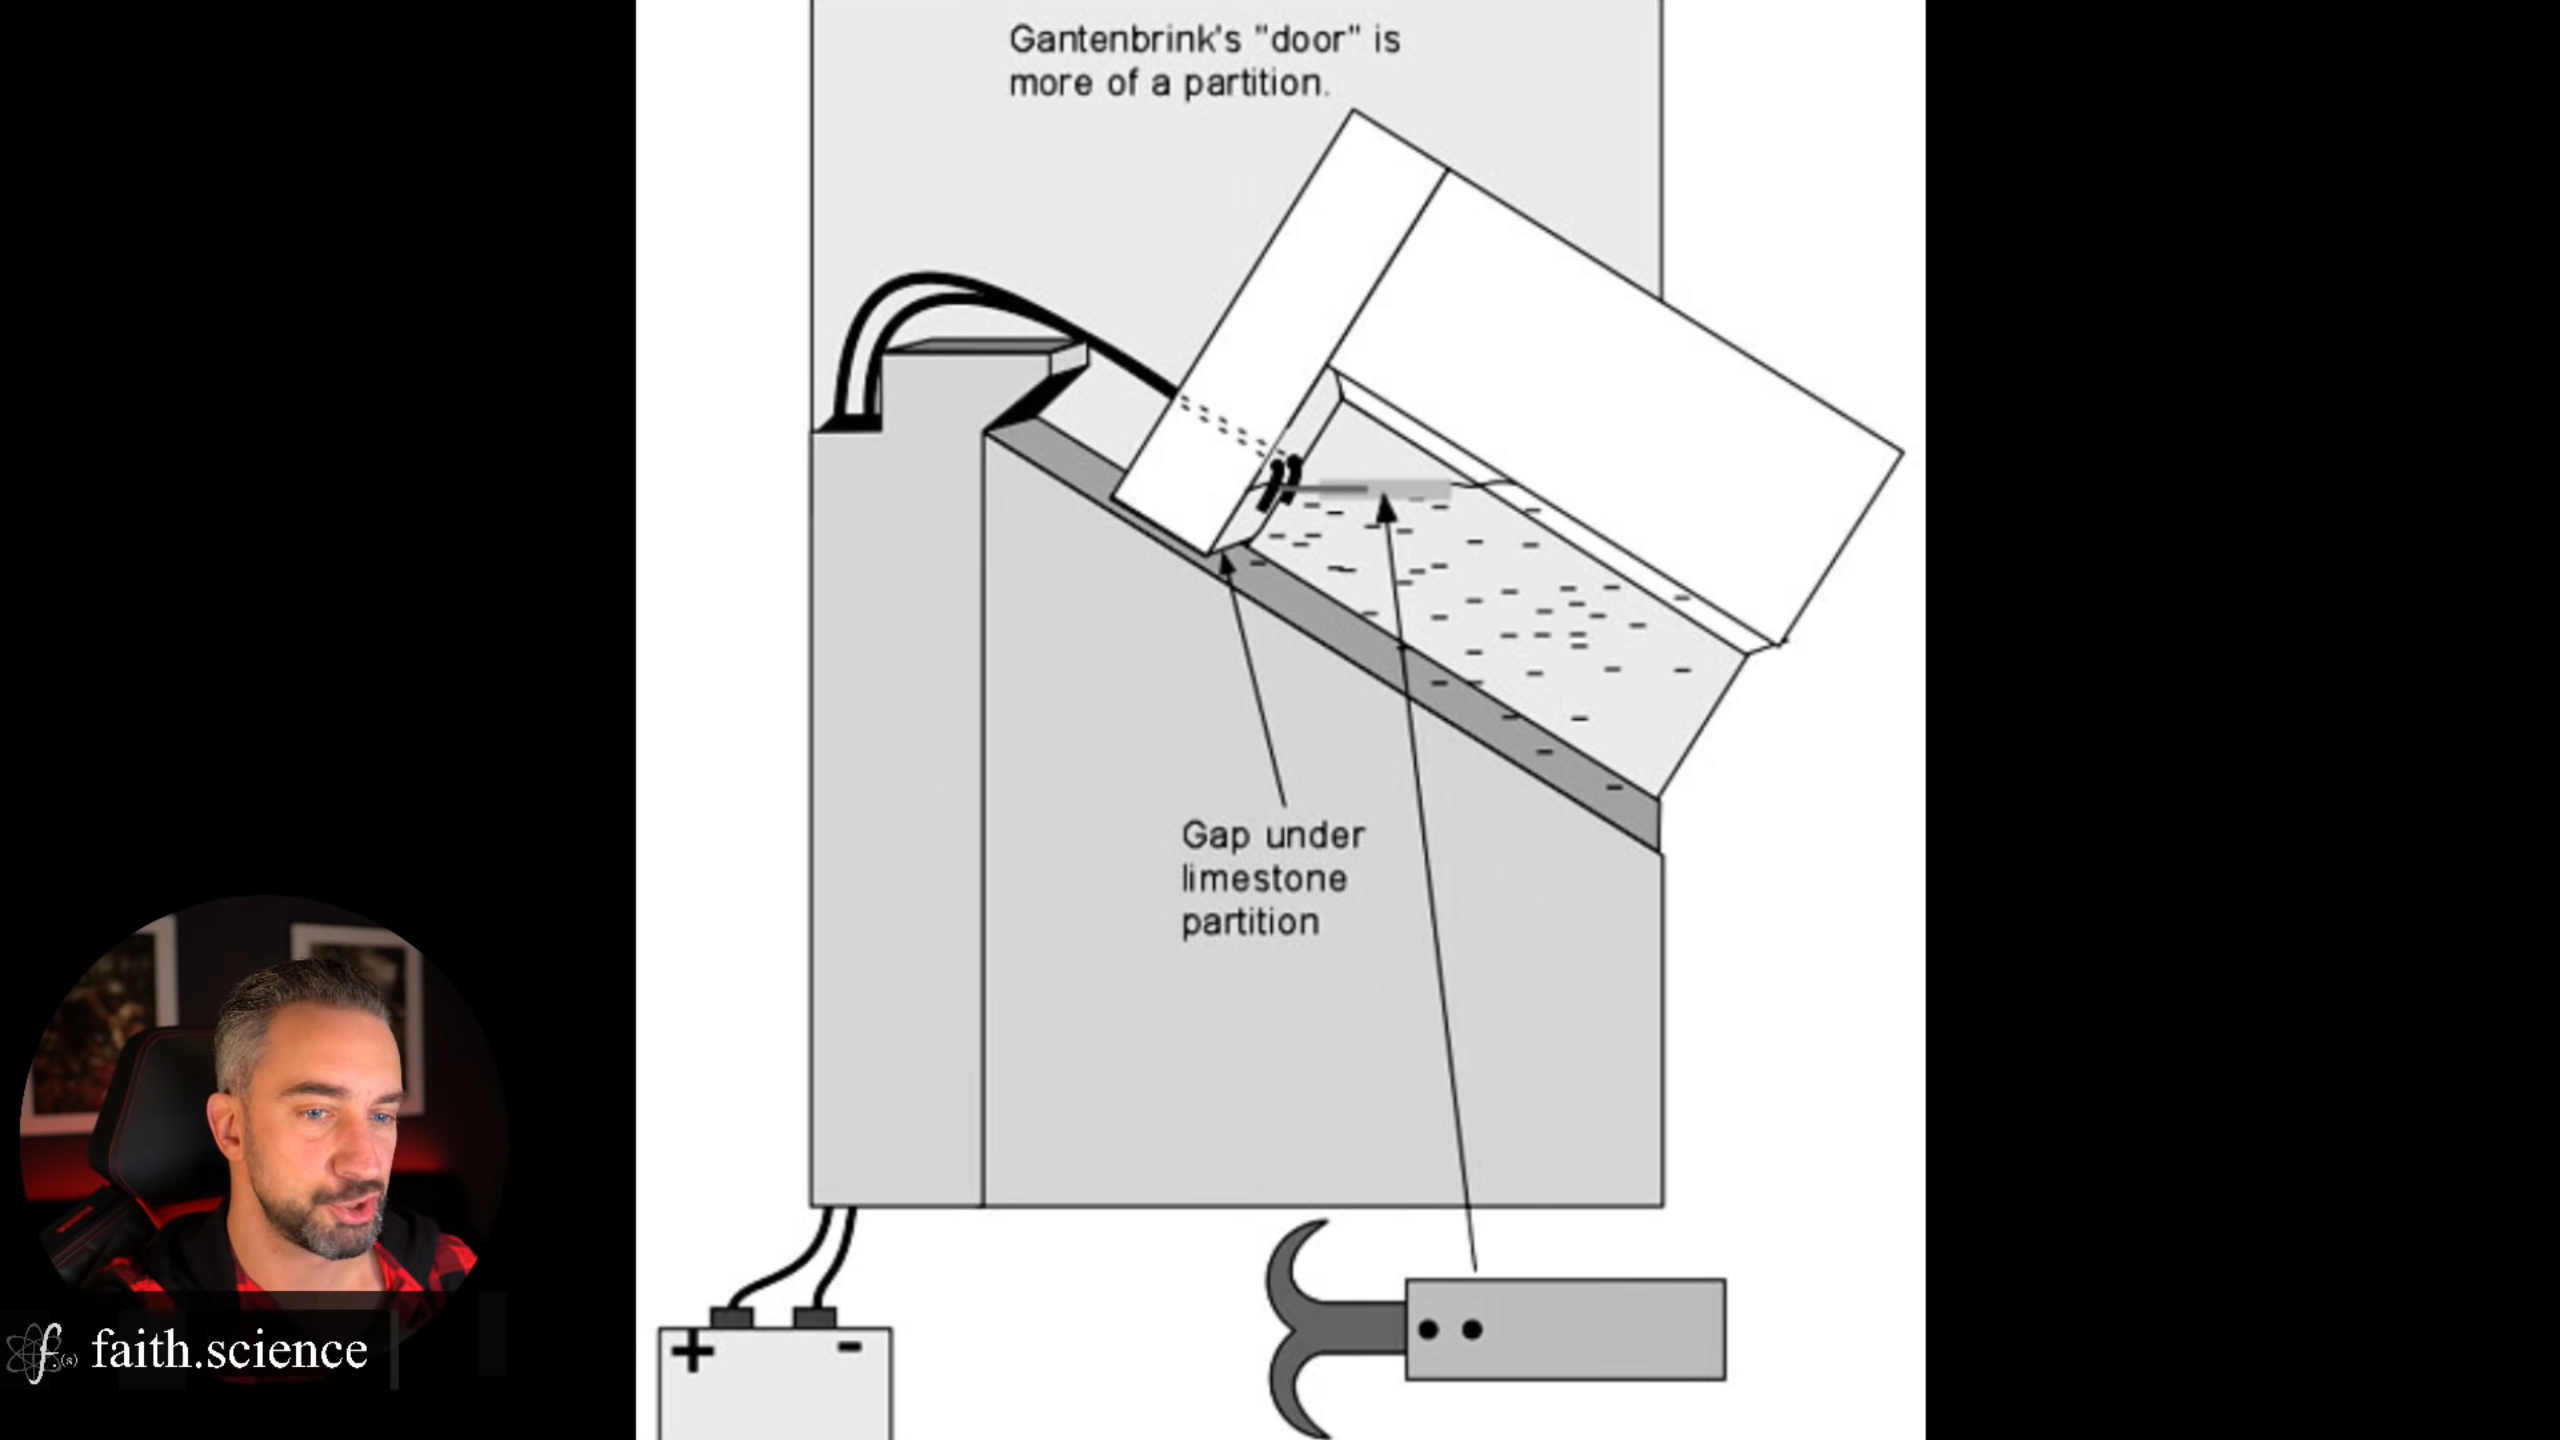 Gantenbrink's "door" is
more of a partition.
Gap under
limestone
partition
+ -
f(s) faith.science